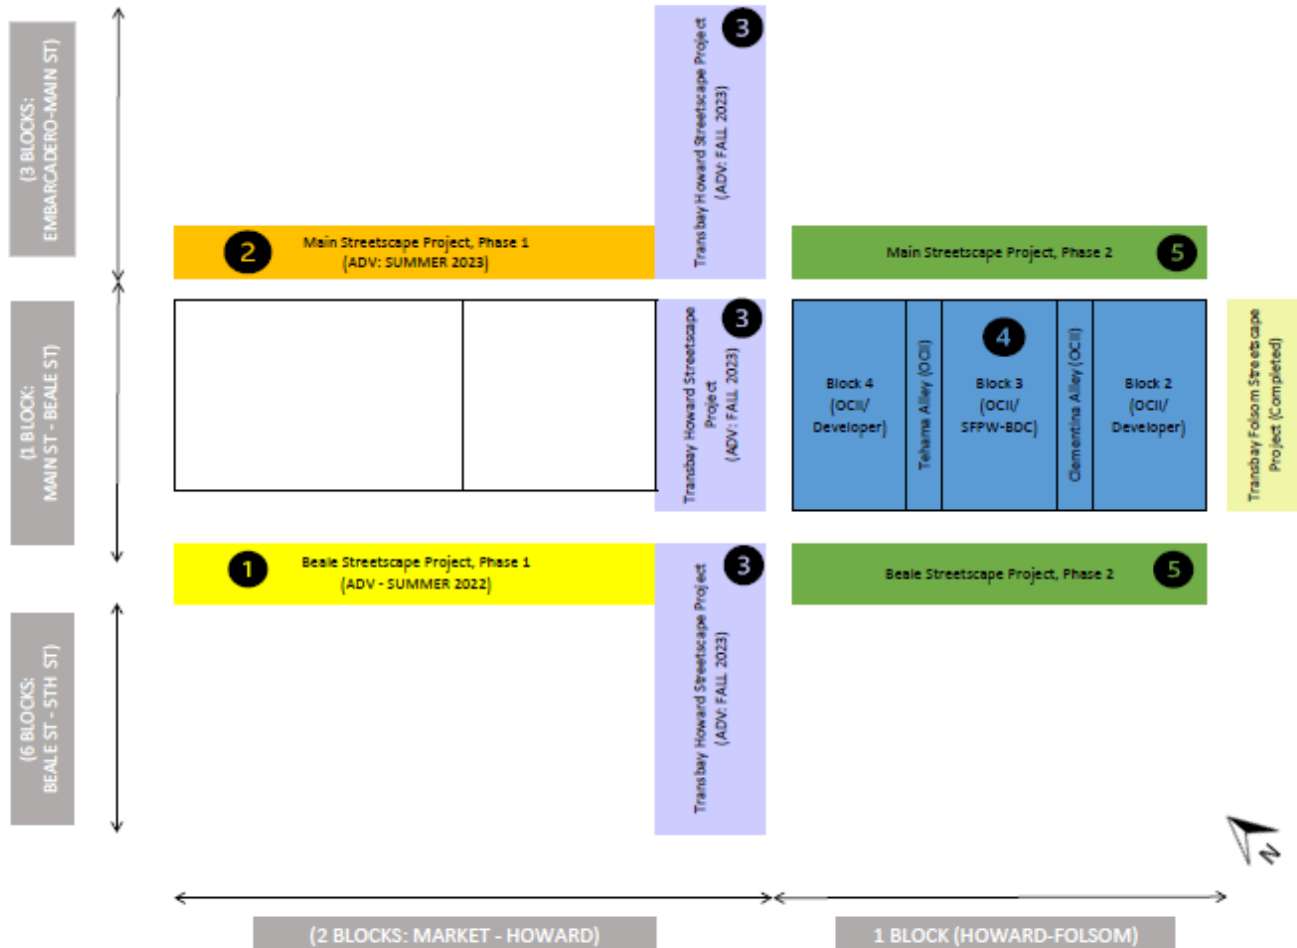 (3 BLOCKS:
EMBARCADERO-MAIN ST)
3
Transbay Howard Streetscape Project
(ADV: FALL 2023)
2
Main Streetscape Project, Phase 1
(ADV: SUMMER 2023)
Main Streetscape Project, Phase 2
5
(1 BLOCK:
MAIN ST - BEALE ST)
3
Transbay Howard Streetscape
Project
(ADV: FALL 2023)
Block 4
(OCII/
Developer)
Tehama Alley (OCII)
4
Block 3
(OCII/
SFPW-BDC)
Clementina Alley (OCII)
Block 2
(OCII/
Developer)
Transbay Folsom Streetscape
Project (Completed)
1
Beale Streetscape Project, Phase 1
(ADV - SUMMER 2022)
3
Transbay Howard Streetscape Project
(ADV: FALL 2023)
Beale Streetscape Project, Phase 2
5
(6 BLOCKS:
BEALE ST - 5TH ST)
N
(2 BLOCKS: MARKET - HOWARD)
1 BLOCK (HOWARD-FOLSOM)